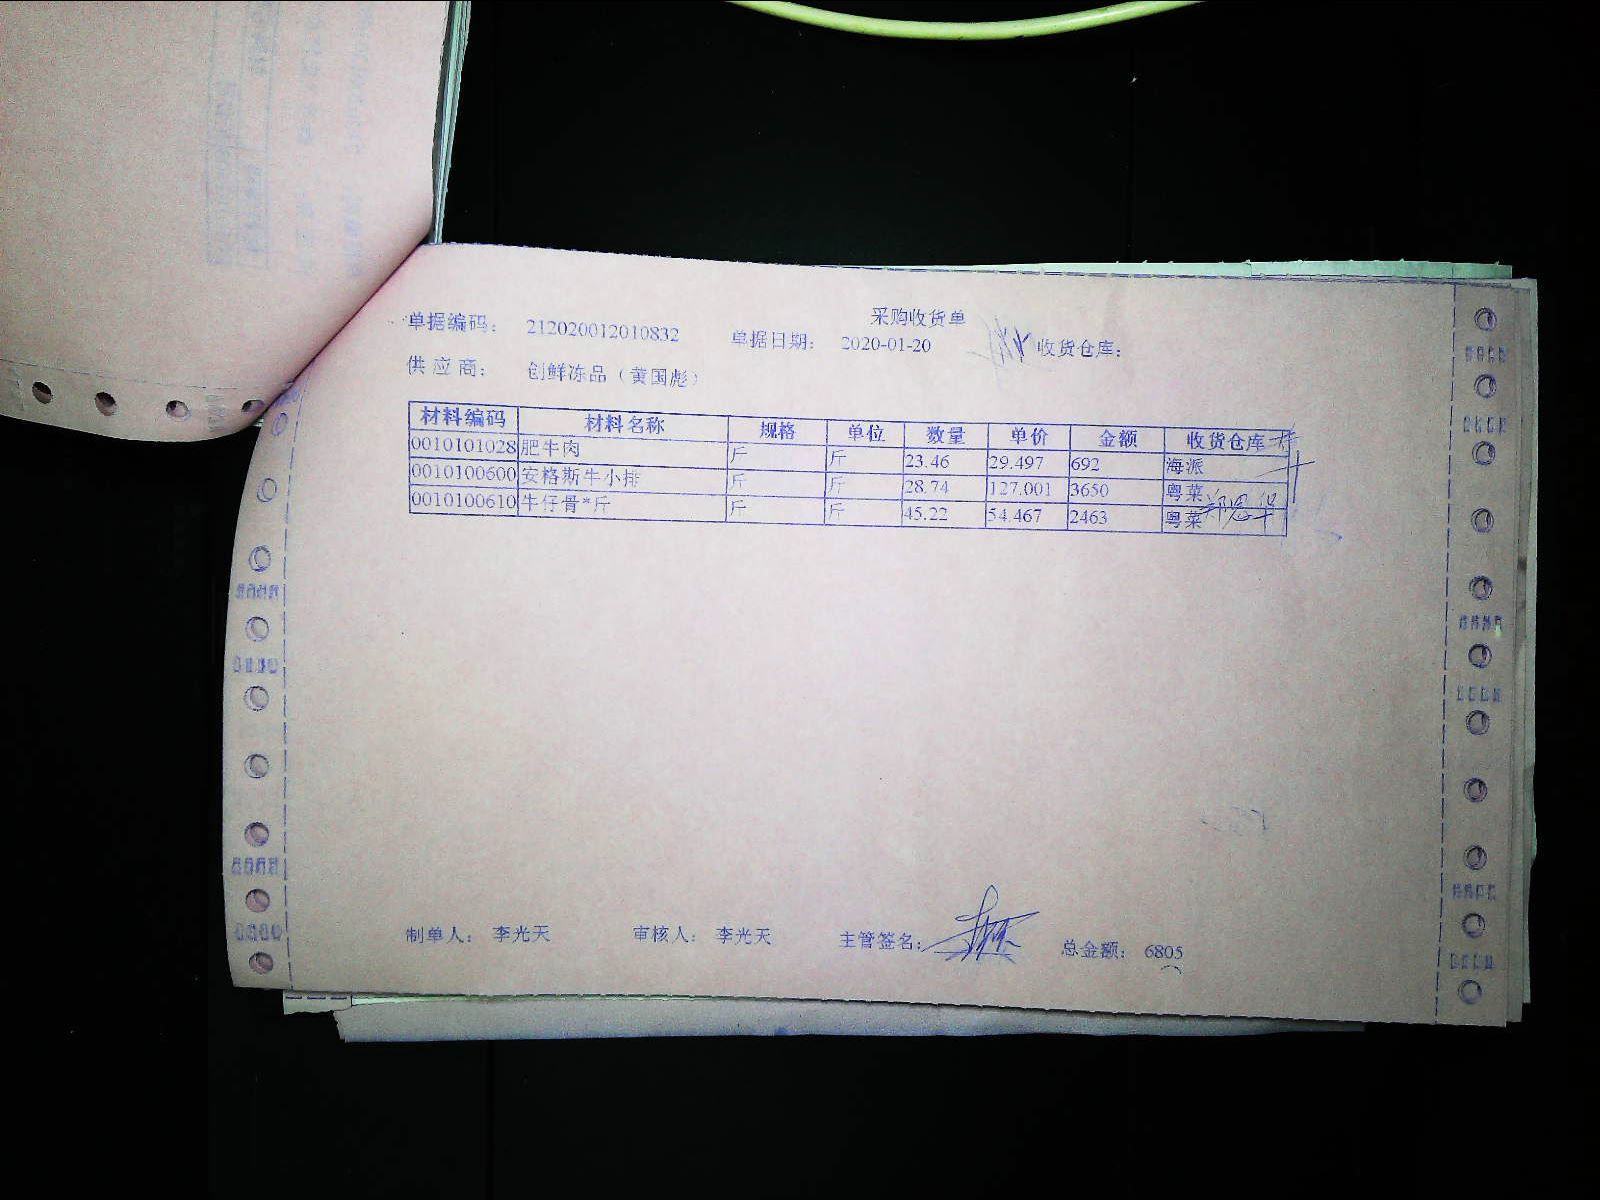 采购收货单
单据编码： 212020012010832 单据日期： 2020-01-20 收货仓库：
供应商： 创鲜冻品（黄国彪）
材料编码 材料名称 规格 单位 数量 单价 金额 收货仓库
0010101028 肥牛肉 斤 斤 23.46 29.497 692 海派
0010100600 安格斯牛小排 斤 斤 28.74 127.001 3650 粤菜
0010100610 牛仔骨*斤 斤 斤 45.22 54.467 2463 粤菜
制单人： 李光天 审核人： 李光天 主管签名： 总金额： 6805